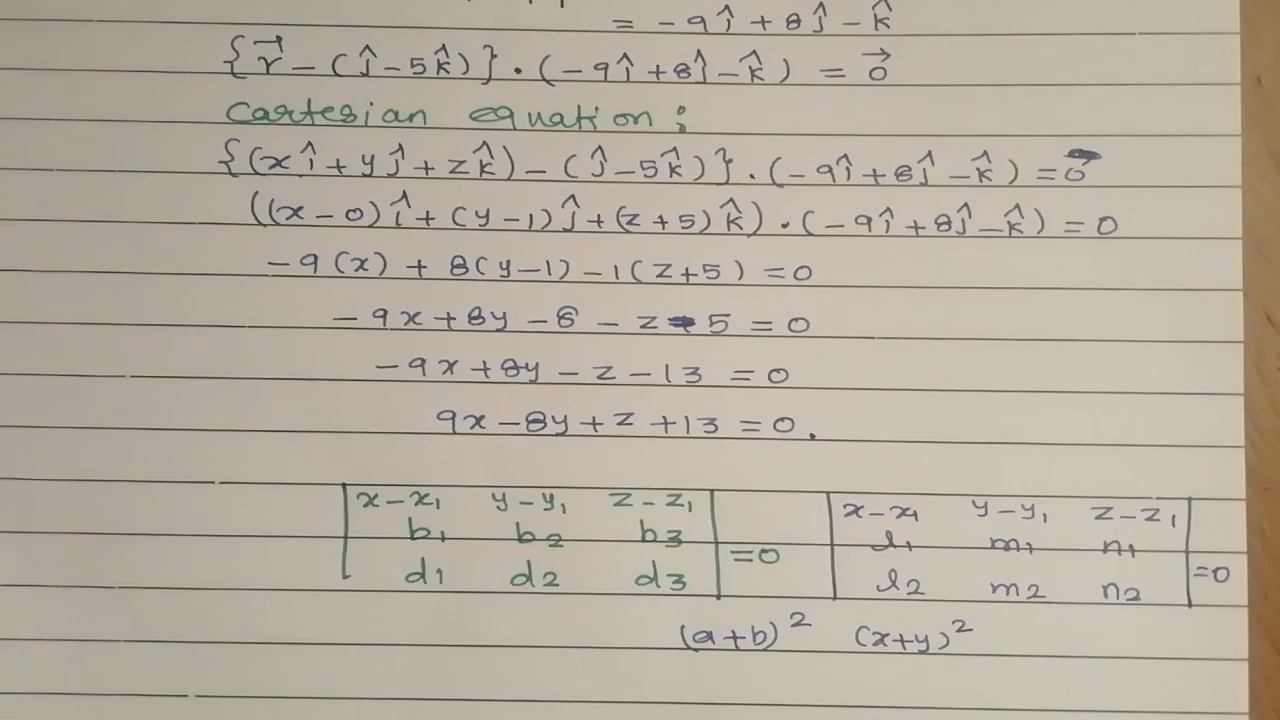 = -9î + 8ĵ - k̂
{r⃗ - (ĵ - 5k̂)} . (-9î + 8ĵ - k̂) = 0⃗
Cartesian equation :
{(xî + yĵ + zk̂) - (ĵ - 5k̂)} . (-9î + 8ĵ - k̂) = 0
((x - 0)î + (y - 1)ĵ + (z + 5)k̂) . (-9î + 8ĵ - k̂) = 0
-9(x) + 8(y - 1) - 1(z + 5) = 0
-9x + 8y - 8 - z - 5 = 0
-9x + 8y - z - 13 = 0
9x - 8y + z + 13 = 0.
| x - x₁ y - y₁ z - z₁ | | x - x₁ y - y₁ z - z₁ |
| b₁ b₂ b₃ | = 0 | l₁ m₁ n₁ | = 0
| d₁ d₂ d₃ | | l₂ m₂ n₂ |
(a + b)² (x + y)²